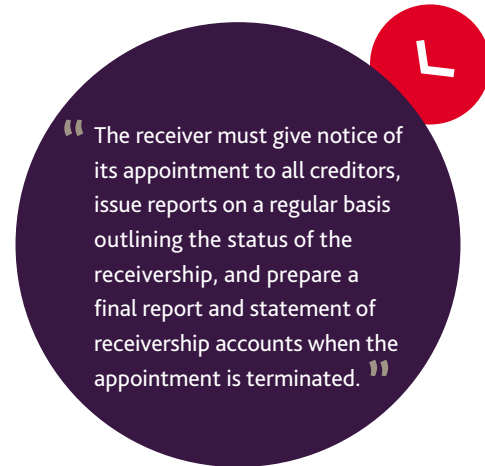 “ The receiver must give notice of
its appointment to all creditors,
issue reports on a regular basis
outlining the status of the
receivership, and prepare a
final report and statement of
receivership accounts when the
appointment is terminated. ”